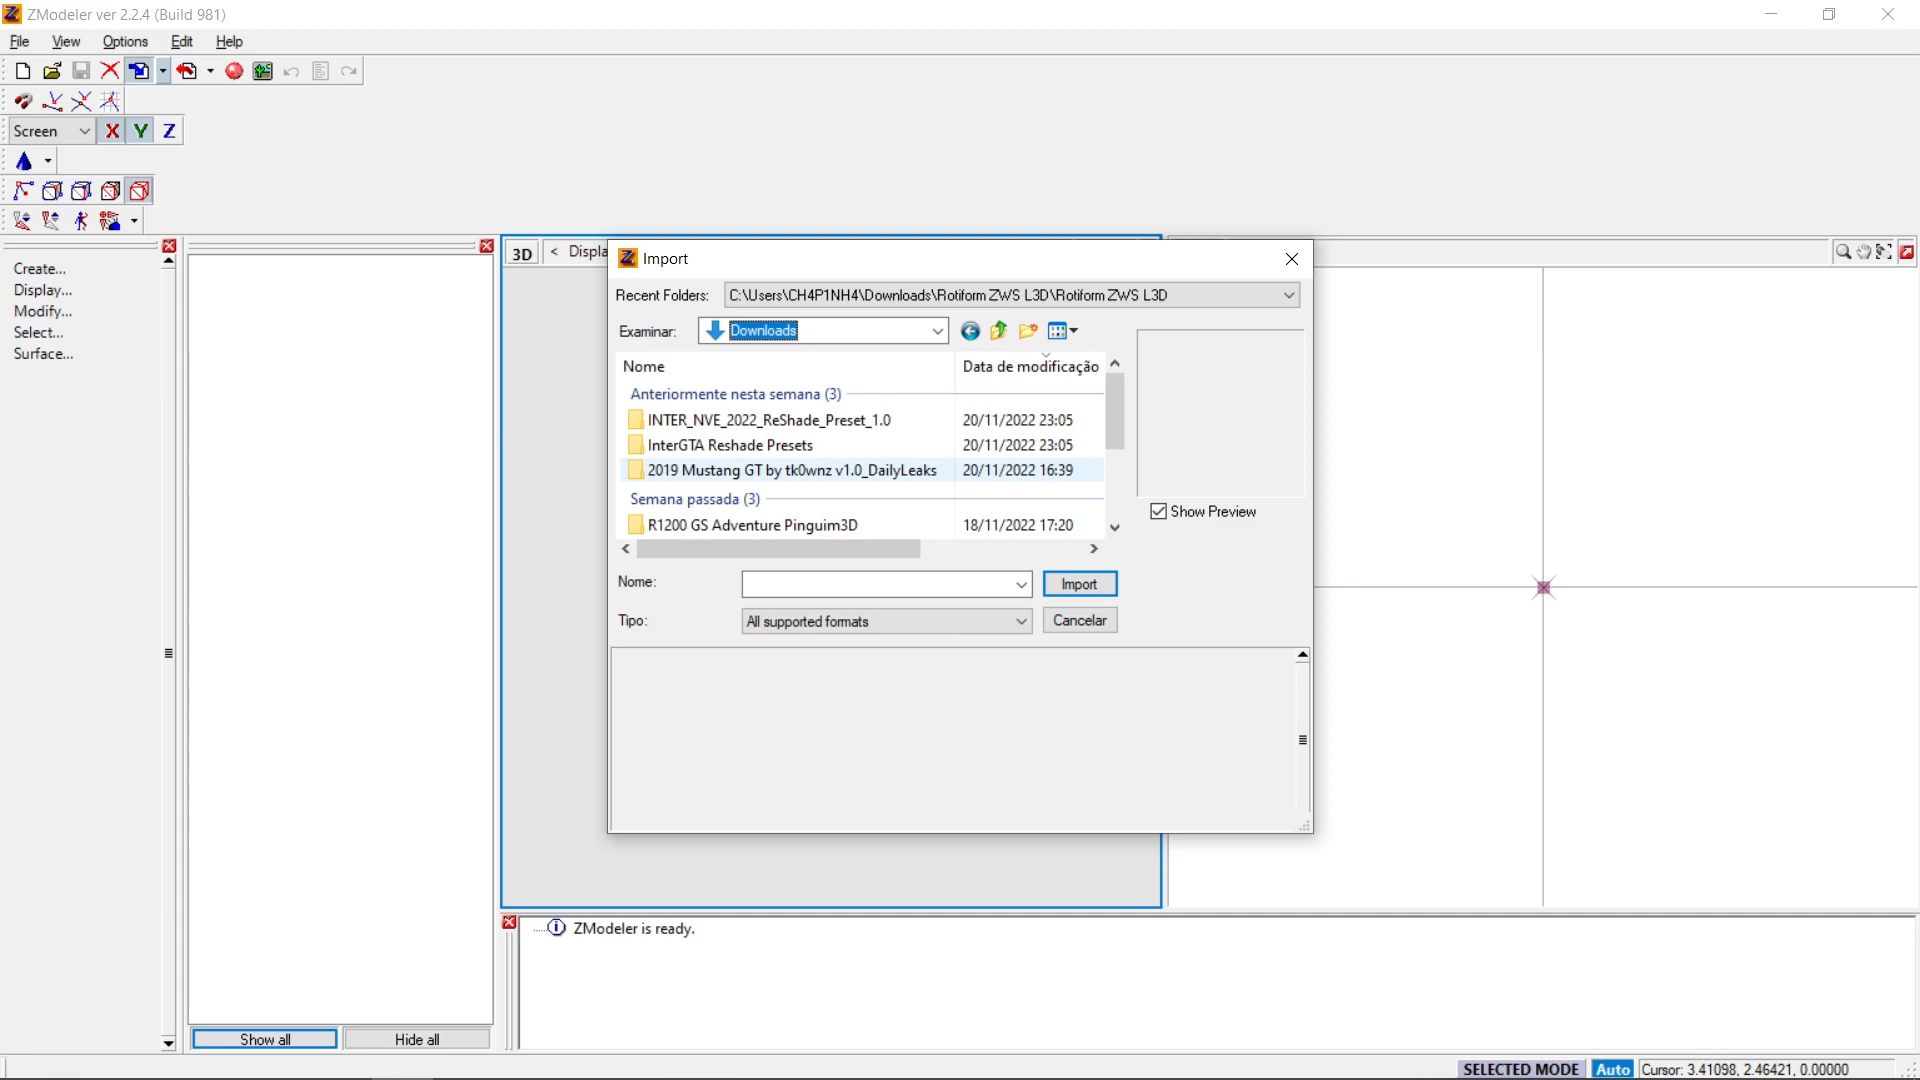 ZModeler ver 2.2.4 (Build 981)
File View Options Edit Help
Screen X Y Z
Create...
Display...
Modify...
Select...
Surface...
3D < Displa
Import
Recent Folders: C:\Users\CH4P1NH4\Downloads\Rotiform ZWS L3D\Rotiform ZWS L3D
Examinar: Downloads
Nome Data de modificação
Anteriormente nesta semana (3)
INTER_NVE_2022_ReShade_Preset_1.0 20/11/2022 23:05
InterGTA Reshade Presets 20/11/2022 23:05
2019 Mustang GT by tk0wnz v1.0_DailyLeaks 20/11/2022 16:39
Semana passada (3)
R1200 GS Adventure Pinguim3D 18/11/2022 17:20
Show Preview
Nome: Import
Tipo: All supported formats Cancelar
ZModeler is ready.
Show all Hide all
SELECTED MODE Auto Cursor: 3.41098, 2.46421, 0.00000